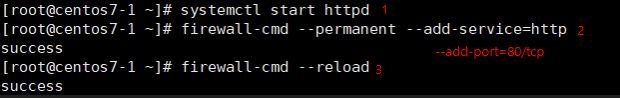 [root@centos7-1 ~]# systemctl start httpd 1
[root@centos7-1 ~]# firewall-cmd --permanent --add-service=http 2
success
--add-port=80/tcp
[root@centos7-1 ~]# firewall-cmd --reload 3
success